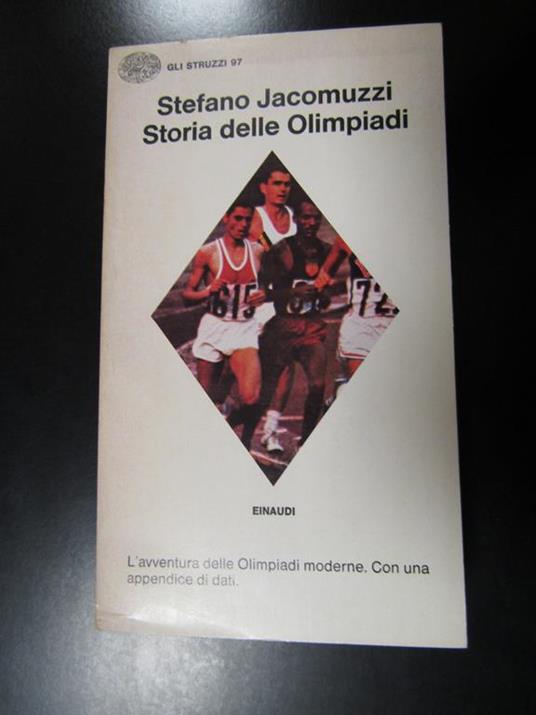 GLI STRUZZI 97
Stefano Jacomuzzi
Storia delle Olimpiadi
615
72
EINAUDI
L'avventura delle Olimpiadi moderne. Con una
appendice di dati.